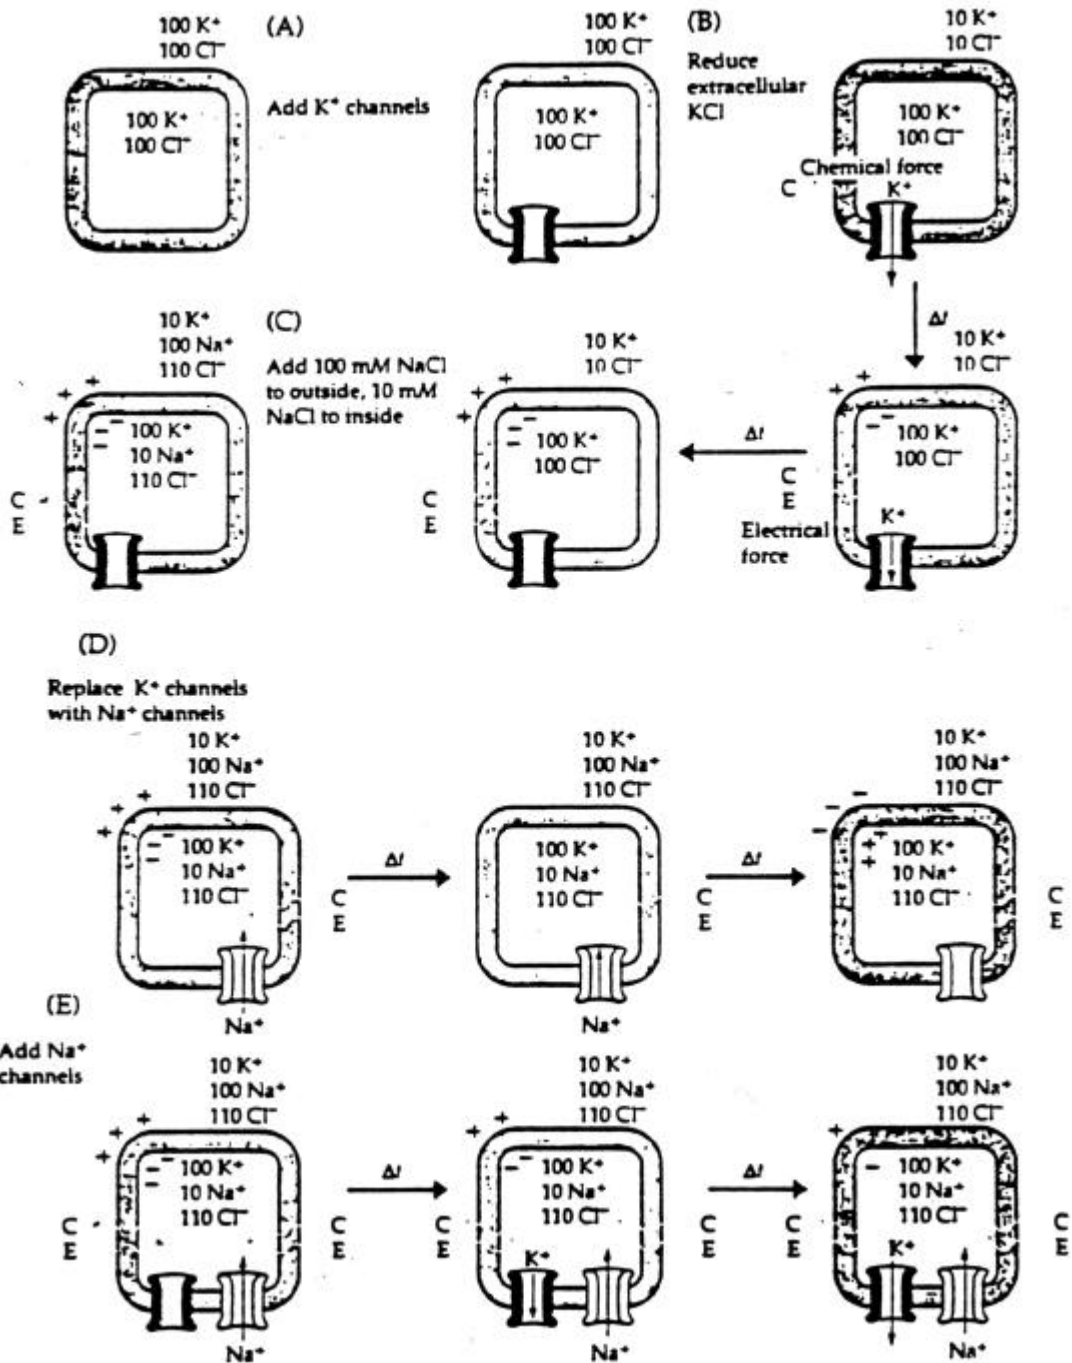 100 K⁺
100 Cl⁻
(A)
Add K⁺ channels
100 K⁺
100 Cl⁻
100 K⁺
100 Cl⁻
100 K⁺
100 Cl⁻
(B)
Reduce
extracellular
KCl
10 K⁺
10 Cl⁻
100 K⁺
100 Cl⁻
Chemical force
C
K⁺
Δt
10 K⁺
100 Na⁺
110 Cl⁻
+ +
+ +
100 K⁺
10 Na⁺
110 Cl⁻
C
E
(C)
Add 100 mM NaCl
to outside, 10 mM
NaCl to inside
10 K⁺
10 Cl⁻
100 K⁺
100 Cl⁻
C
E
Δt
10 K⁺
10 Cl⁻
100 K⁺
100 Cl⁻
C
E
K⁺
Electrical
force
(D)
Replace K⁺ channels
with Na⁺ channels
10 K⁺
100 Na⁺
110 Cl⁻
100 K⁺
10 Na⁺
110 Cl⁻
Na⁺
C
E
Δt
10 K⁺
100 Na⁺
110 Cl⁻
100 K⁺
10 Na⁺
110 Cl⁻
Na⁺
C
E
Δt
10 K⁺
100 Na⁺
110 Cl⁻
100 K⁺
10 Na⁺
110 Cl⁻
C
E
(E)
Add Na⁺
channels
10 K⁺
100 Na⁺
110 Cl⁻
100 K⁺
10 Na⁺
110 Cl⁻
C
E
Na⁺
C
E
Δt
10 K⁺
100 Na⁺
110 Cl⁻
100 K⁺
10 Na⁺
110 Cl⁻
C
E
K⁺
Na⁺
C
E
Δt
10 K⁺
100 Na⁺
110 Cl⁻
100 K⁺
10 Na⁺
110 Cl⁻
C
E
K⁺
Na⁺
C
E